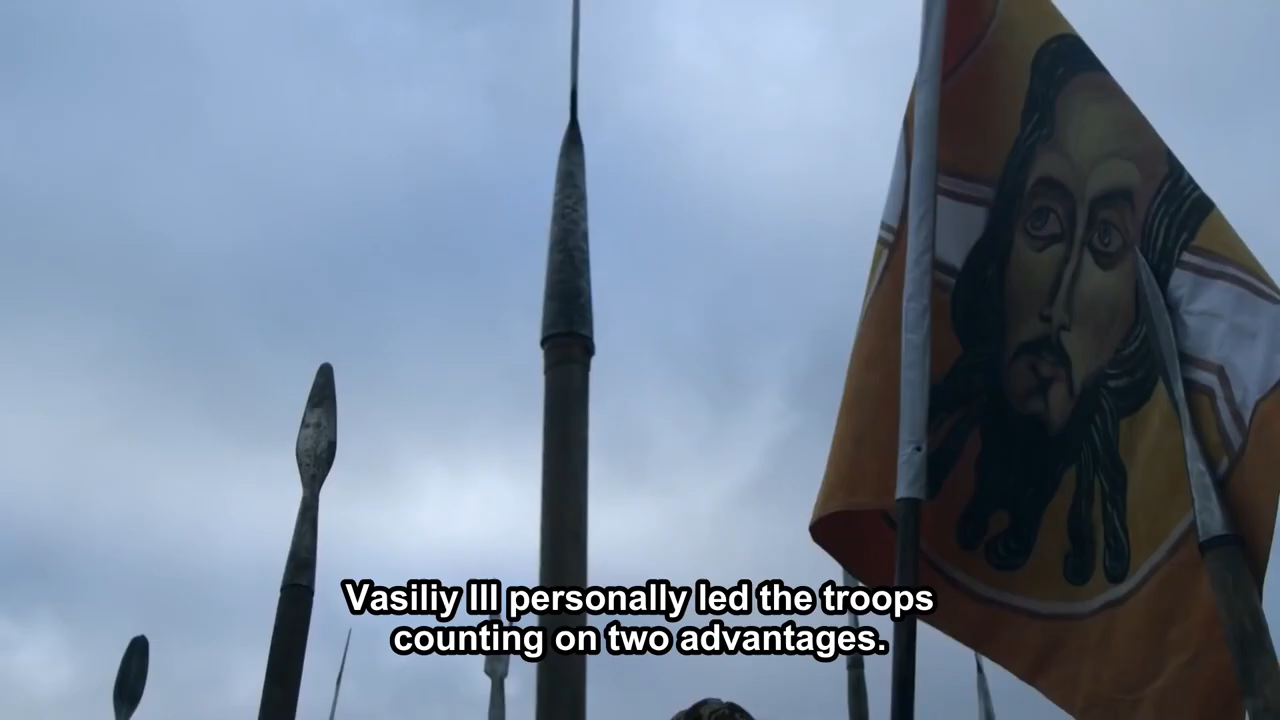 Vasiliy III personally led the troops
counting on two advantages.